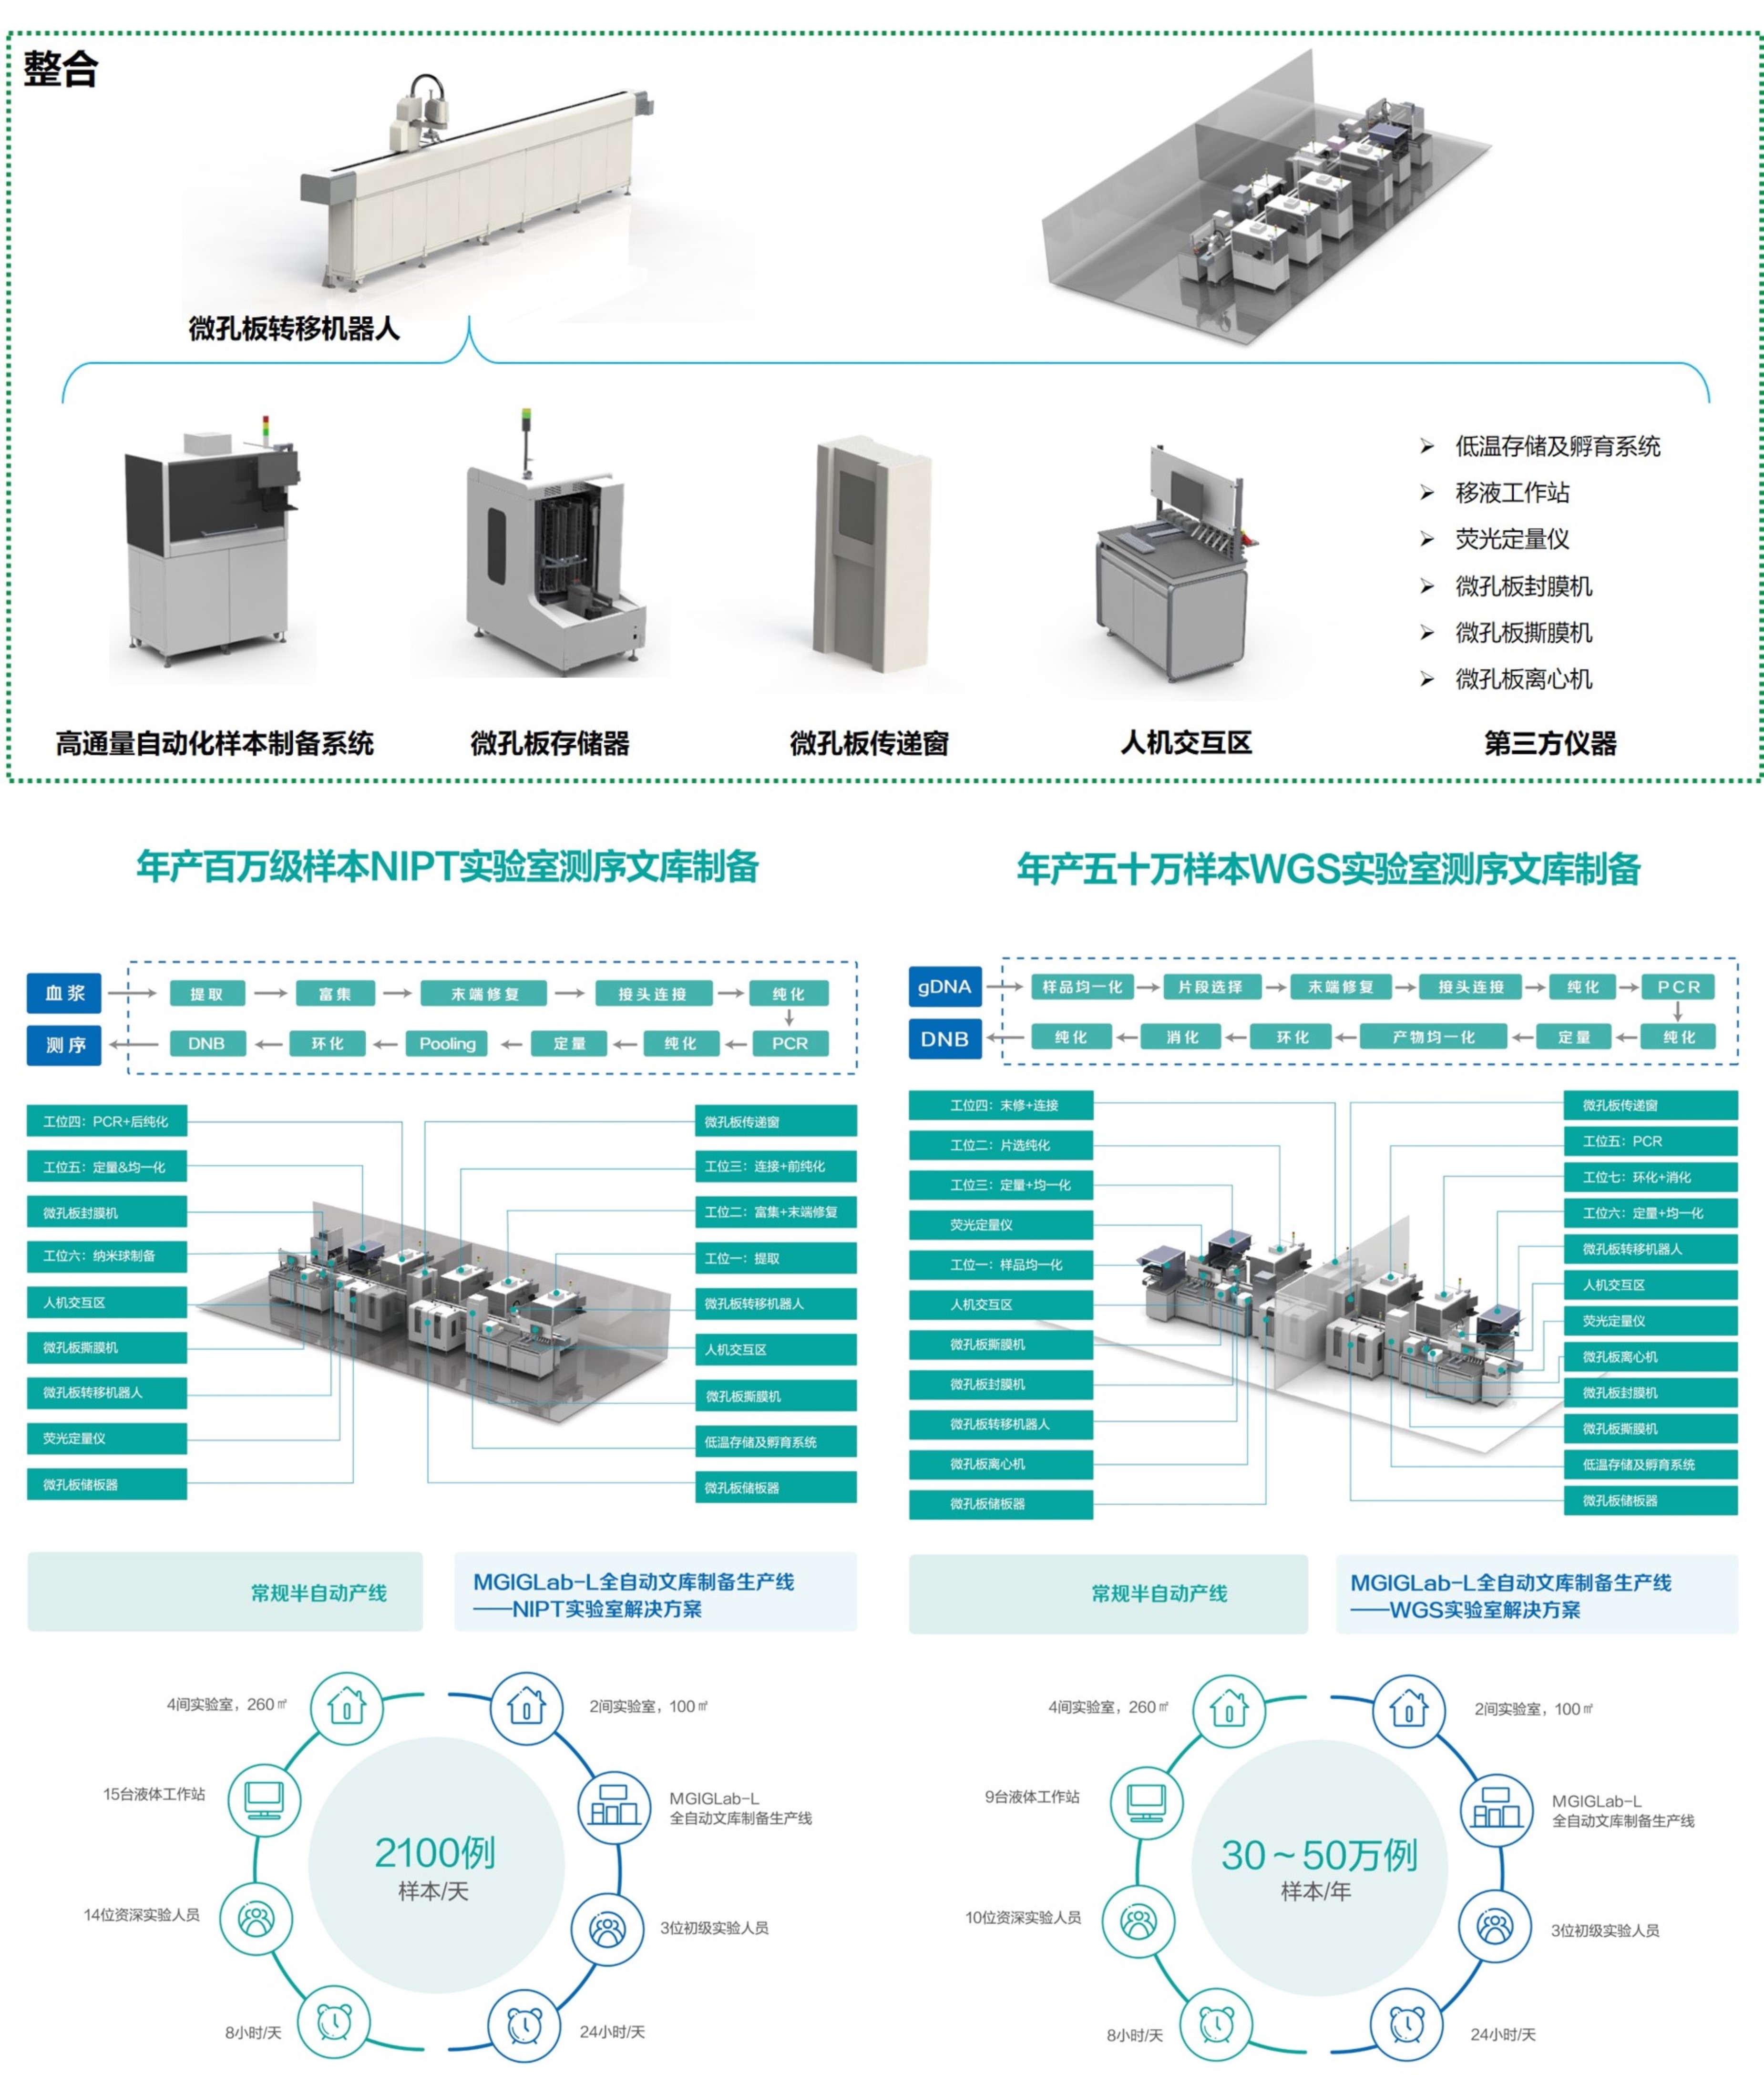 整合
微孔板转移机器人
低温存储及孵育系统
移液工作站
荧光定量仪
微孔板封膜机
微孔板撕膜机
微孔板离心机
高通量自动化样本制备系统
微孔板存储器
微孔板传递窗
人机交互区
第三方仪器
年产百万级样本NIPT实验室测序文库制备
血浆
提取
富集
末端修复
接头连接
纯化
测序
DNB
环化
Pooling
定量
纯化
PCR
工位四：PCR+后纯化
工位五：定量&均一化
微孔板封膜机
工位六：纳米球制备
人机交互区
微孔板撕膜机
微孔板转移机器人
荧光定量仪
微孔板储板器
微孔板传递窗
工位三：连接+前纯化
工位二：富集+末端修复
工位一：提取
微孔板转移机器人
人机交互区
微孔板撕膜机
低温存储及孵育系统
微孔板储板器
常规半自动产线
MGIGLab-L全自动文库制备生产线
——NIPT实验室解决方案
4间实验室，260㎡
2间实验室，100㎡
15台液体工作站
MGIGLab-L
全自动文库制备生产线
2100例
样本/天
14位资深实验人员
3位初级实验人员
8小时/天
24小时/天
年产五十万样本WGS实验室测序文库制备
gDNA
样品均一化
片段选择
末端修复
接头连接
纯化
PCR
DNB
纯化
消化
环化
产物均一化
定量
纯化
工位四：末修+连接
工位二：片选纯化
工位三：定量+均一化
荧光定量仪
工位一：样品均一化
人机交互区
微孔板撕膜机
微孔板封膜机
微孔板转移机器人
微孔板离心机
微孔板储板器
微孔板传递窗
工位五：PCR
工位七：环化+消化
工位六：定量+均一化
微孔板转移机器人
人机交互区
荧光定量仪
微孔板离心机
微孔板封膜机
微孔板撕膜机
低温存储及孵育系统
微孔板储板器
常规半自动产线
MGIGLab-L全自动文库制备生产线
——WGS实验室解决方案
4间实验室，260㎡
2间实验室，100㎡
9台液体工作站
MGIGLab-L
全自动文库制备生产线
30～50万例
样本/年
10位资深实验人员
3位初级实验人员
8小时/天
24小时/天